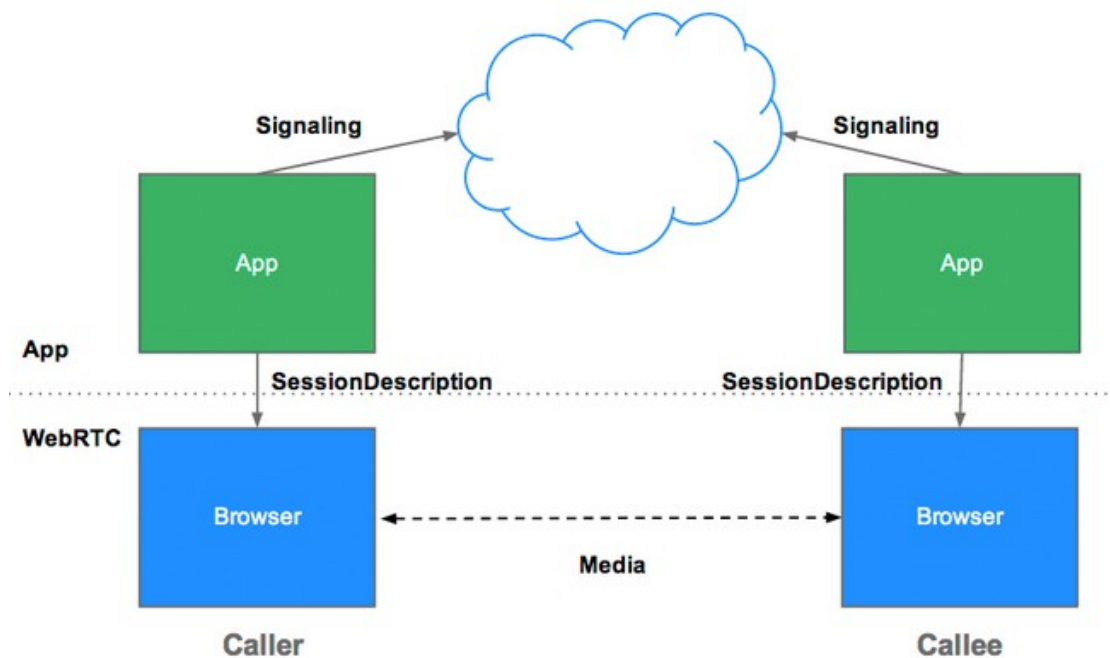 Signaling
Signaling
App
App
App
SessionDescription
SessionDescription
WebRTC
Browser
Browser
Media
Caller
Callee